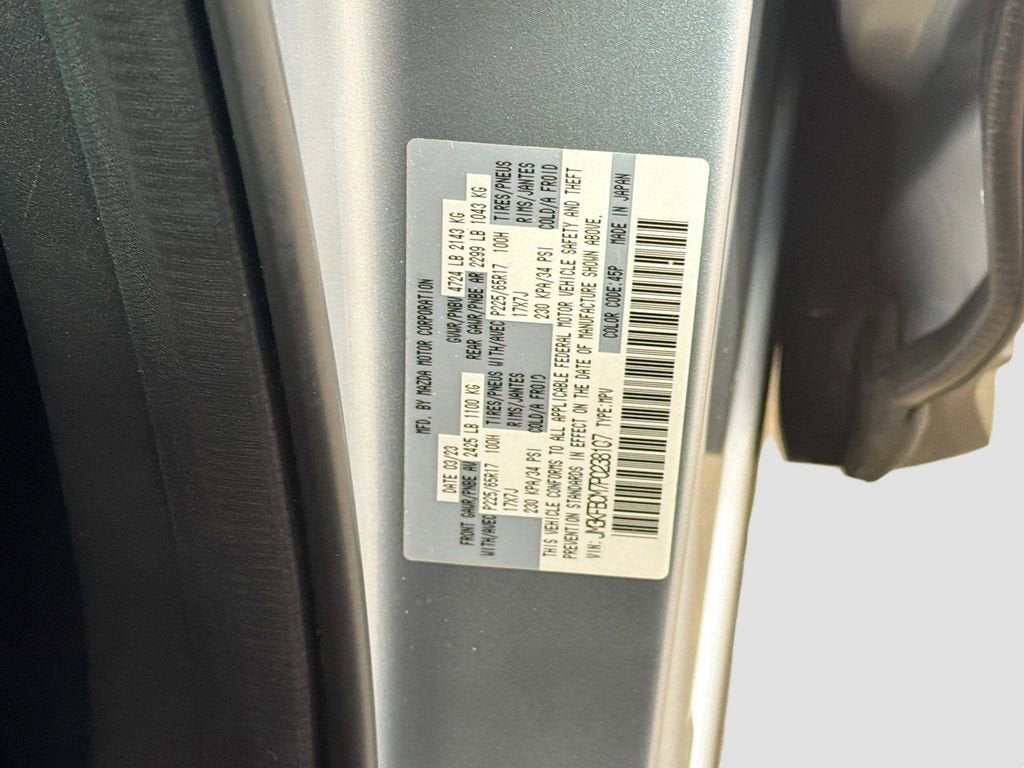 MFD. BY MAZDA MOTOR CORPORATION
DATE 03/23 GVWR/PNBV 4724 LB 2143 KG
FRONT GAWR/PNBE AV 2425 LB 1100 KG REAR GAWR/PNBE AR 2299 LB 1043 KG
WITH/AVEC P225/65R17 100H TIRES/PNEUS WITH/AVEC P225/65R17 100H TIRES/PNEUS
17X7J RIMS/JANTES 17X7J RIMS/JANTES
230 KPA/34 PSI COLD/A FROID 230 KPA/34 PSI COLD/A FROID
THIS VEHICLE CONFORMS TO ALL APPLICABLE FEDERAL MOTOR VEHICLE SAFETY AND THEFT
PREVENTION STANDARDS IN EFFECT ON THE DATE OF MANUFACTURE SHOWN ABOVE.
VIN: JM3KFBCM7P0238107 TYPE:MPV COLOR CODE:45P MADE IN JAPAN